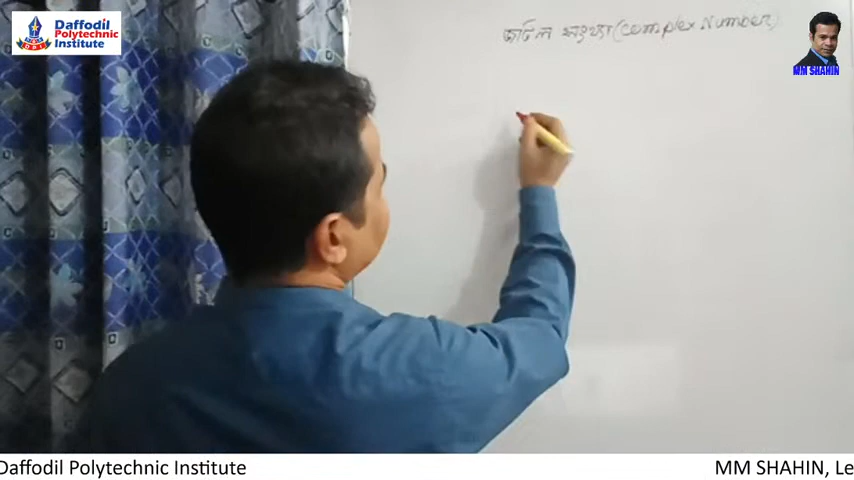 Daffodil
Polytechnic
Institute
জটিল সংখ্যা (complex Number)
MM SHAHIN
Daffodil Polytechnic Institute
MM SHAHIN, Le